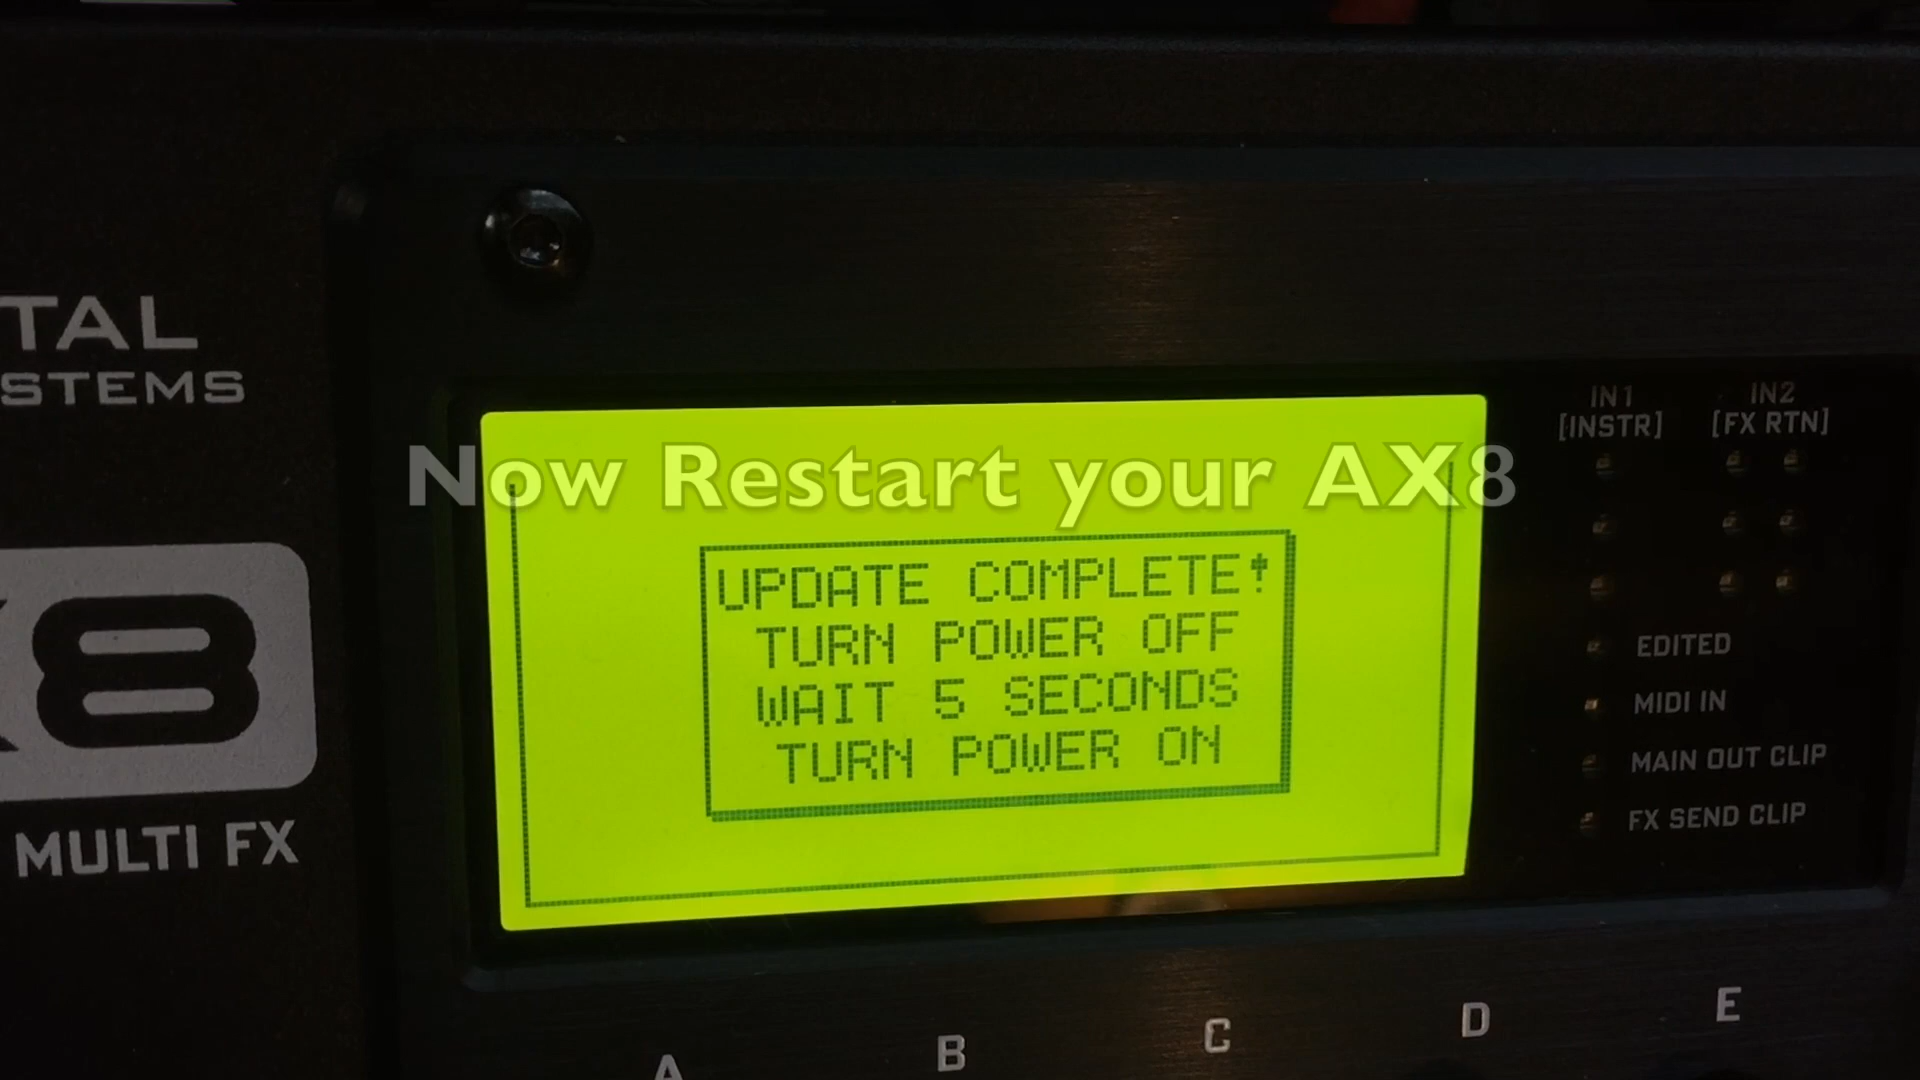 TAL
STEMS
8
MULTI FX
Now Restart your AX8
UPDATE COMPLETE!
TURN POWER OFF
WAIT 5 SECONDS
TURN POWER ON
IN1
[INSTR]
IN2
[FX RTN]
EDITED
MIDI IN
MAIN OUT CLIP
FX SEND CLIP
A
B
C
D
E